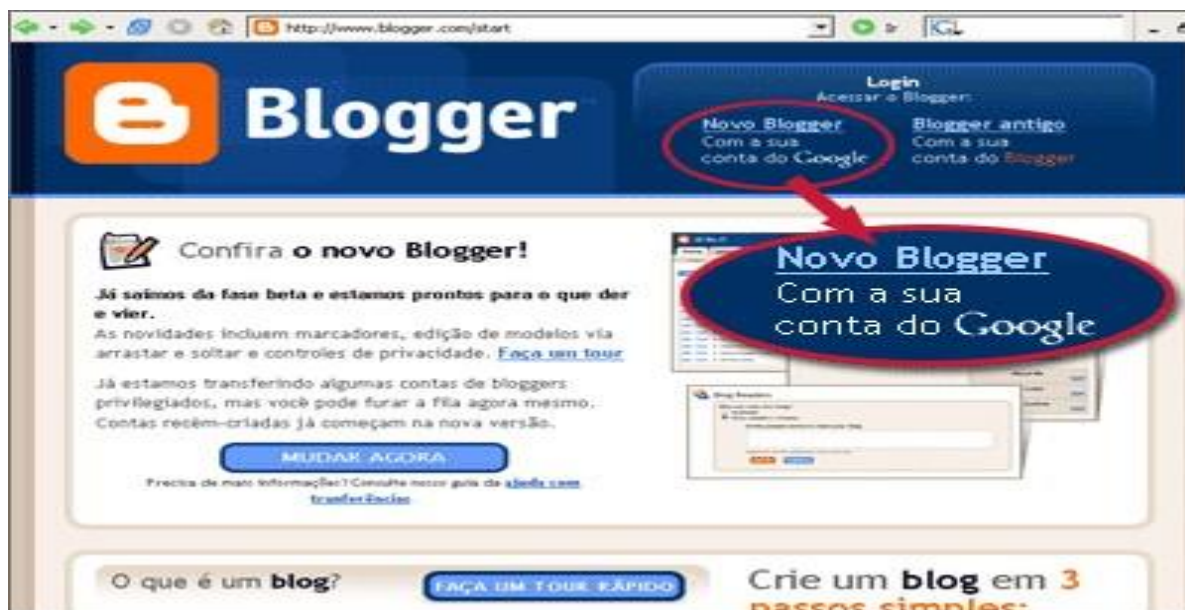 http://www.blogger.com/start
Blogger
Login
Acessar o Blogger:
Novo Blogger
Com a sua
conta do Google
Blogger antigo
Com a sua
conta do Blogger
Novo Blogger
Com a sua
conta do Google
Confira o novo Blogger!
Já saímos da fase beta e estamos prontos para o que der
e vier.
As novidades incluem marcadores, edição de modelos via
arrastar e soltar e controles de privacidade. Faça um tour
Já estamos transferindo algumas contas de bloggers
privilegiados, mas você pode furar a fila agora mesmo.
Contas recém-criadas já começam na nova versão.
MUDAR AGORA
Precisa de mais informações? Consulte nosso guia de ajuda com
tranferências
O que é um blog?
FAÇA UM TOUR RÁPIDO
Crie um blog em 3
passos simples: